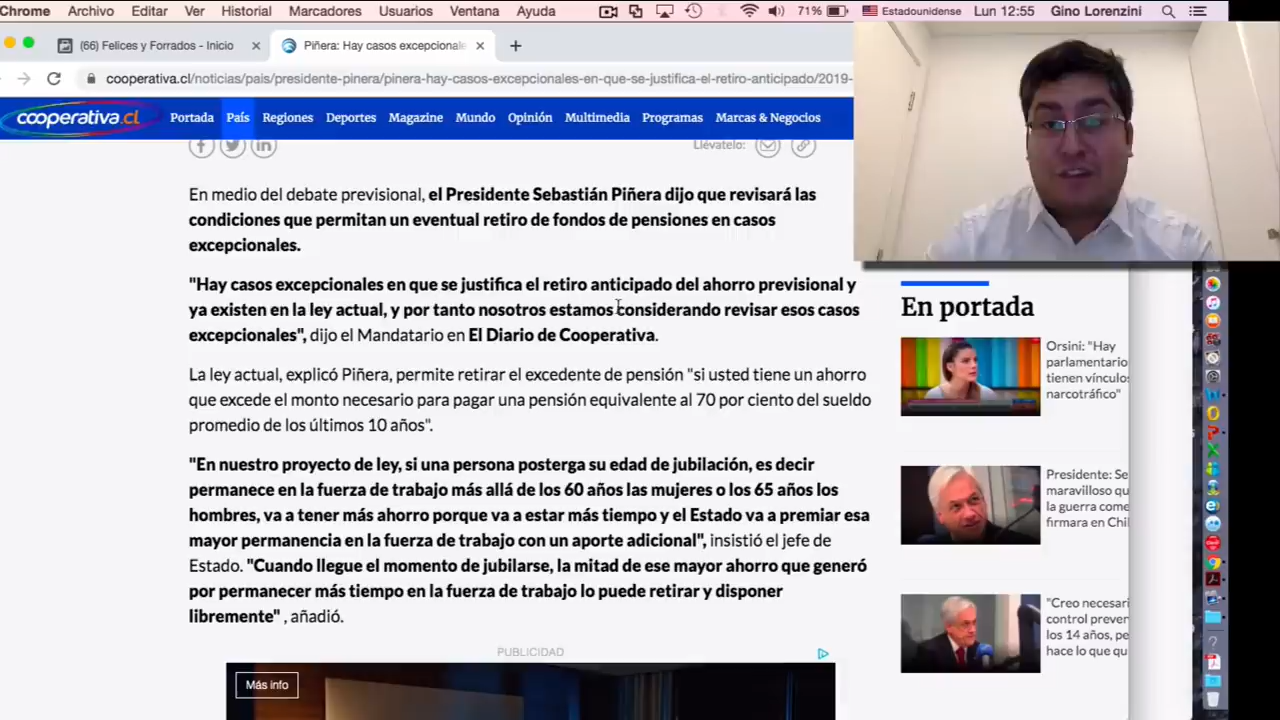 Chrome Archivo Editar Ver Historial Marcadores Usuarios Ventana Ayuda 71% Estadounidense Lun 12:55 Gino Lorenzini
(66) Felices y Forrados - Inicio
Piñera: Hay casos excepcionale
cooperativa.cl/noticias/pais/presidente-pinera/pinera-hay-casos-excepcionales-en-que-se-justifica-el-retiro-anticipado/2019-
cooperativa.cl Portada País Regiones Deportes Magazine Mundo Opinión Multimedia Programas Marcas & Negocios
Llévatelo:
En medio del debate previsional, el Presidente Sebastián Piñera dijo que revisará las
condiciones que permitan un eventual retiro de fondos de pensiones en casos
excepcionales.
"Hay casos excepcionales en que se justifica el retiro anticipado del ahorro previsional y
ya existen en la ley actual, y por tanto nosotros estamos considerando revisar esos casos
excepcionales", dijo el Mandatario en El Diario de Cooperativa.
La ley actual, explicó Piñera, permite retirar el excedente de pensión "si usted tiene un ahorro
que excede el monto necesario para pagar una pensión equivalente al 70 por ciento del sueldo
promedio de los últimos 10 años".
"En nuestro proyecto de ley, si una persona posterga su edad de jubilación, es decir
permanece en la fuerza de trabajo más allá de los 60 años las mujeres o los 65 años los
hombres, va a tener más ahorro porque va a estar más tiempo y el Estado va a premiar esa
mayor permanencia en la fuerza de trabajo con un aporte adicional", insistió el jefe de
Estado. "Cuando llegue el momento de jubilarse, la mitad de ese mayor ahorro que generó
por permanecer más tiempo en la fuerza de trabajo lo puede retirar y disponer
libremente" , añadió.
PUBLICIDAD
Más info
En portada
Orsini: "Hay
parlamentario
tienen vínculos
narcotráfico"
Presidente: Se
maravilloso qu
la guerra come
firmara en Chi
"Creo necesari
control preven
los 14 años, pe
hace lo que qu